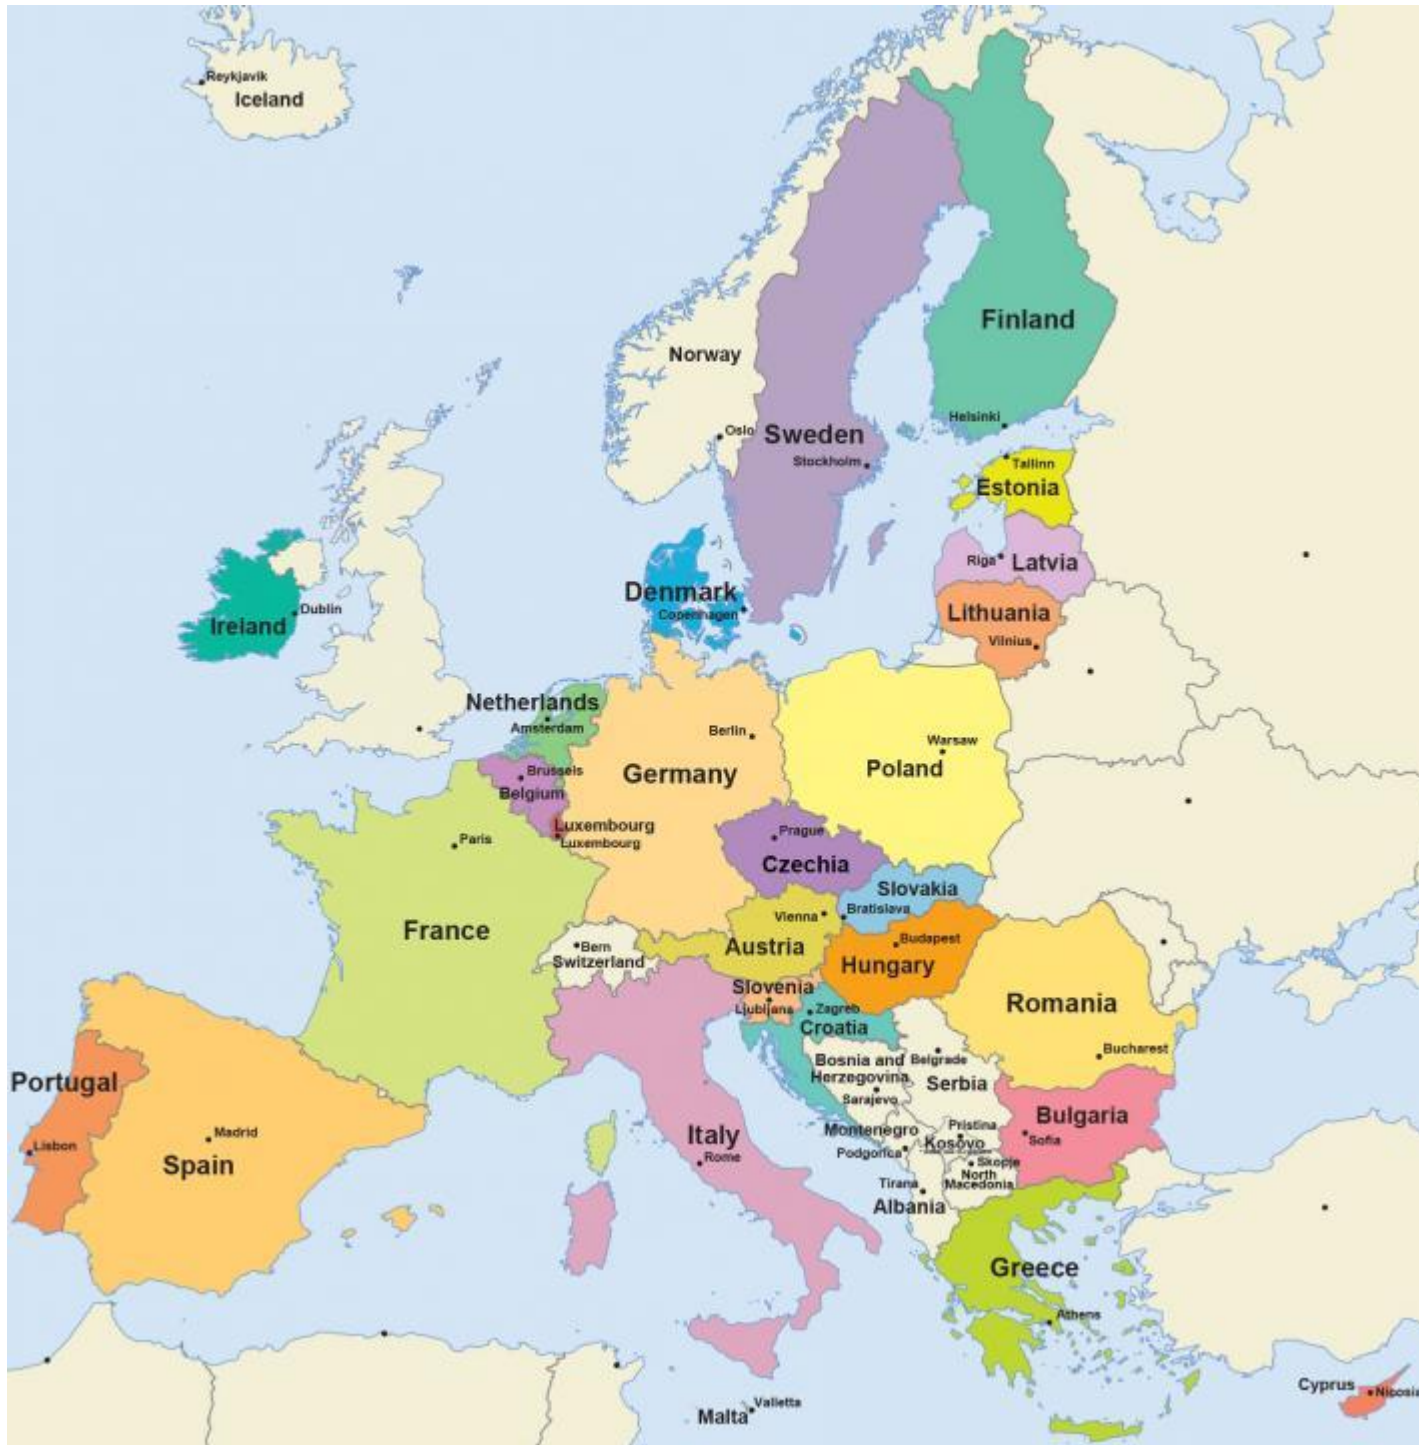 Reykjavik
Iceland
Finland
Norway
Helsinki
Oslo
Sweden
Stockholm
Tallinn
Estonia
Riga
Latvia
Denmark
Copenhagen
Dublin
Ireland
Lithuania
Vilnius
Netherlands
Amsterdam
Berlin
Warsaw
Germany
Poland
Brussels
Belgium
Luxembourg
Luxembourg
Paris
Prague
Czechia
Slovakia
Bratislava
Vienna
France
Austria
Budapest
Hungary
Bern
Switzerland
Slovenia
Ljubljana
Zagreb
Croatia
Romania
Bucharest
Bosnia and
Herzegovina
Sarajevo
Belgrade
Serbia
Portugal
Lisbon
Madrid
Spain
Italy
Rome
Montenegro
Podgorica
Pristina
Kosovo
Bulgaria
Sofia
Skopje
North
Macedonia
Tirana
Albania
Greece
Athens
Cyprus
Nicosia
Valletta
Malta